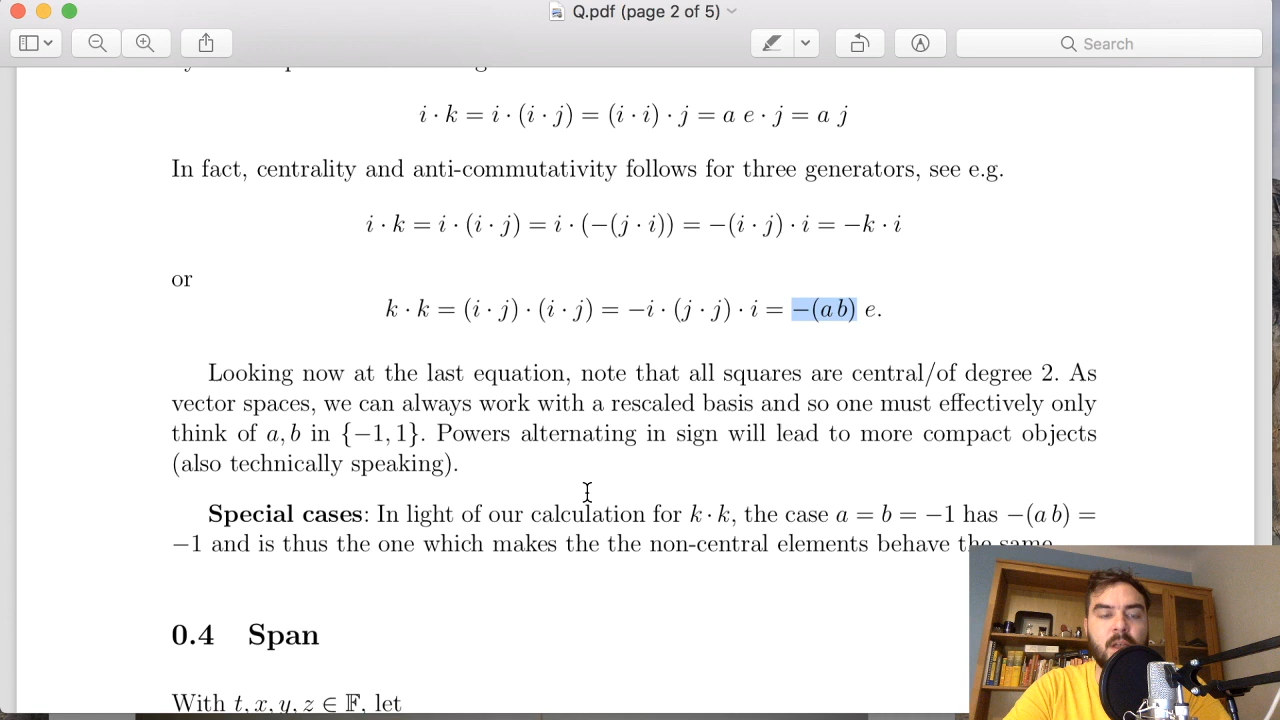 Q.pdf (page 2 of 5)
Search
i · k = i · (i · j) = (i · i) · j = a e · j = a j
In fact, centrality and anti-commutativity follows for three generators, see e.g.
i · k = i · (i · j) = i · (−(j · i)) = −(i · j) · i = −k · i
or
k · k = (i · j) · (i · j) = −i · (j · j) · i = −(a b) e.
Looking now at the last equation, note that all squares are central/of degree 2. As
vector spaces, we can always work with a rescaled basis and so one must effectively only
think of a, b in {−1, 1}. Powers alternating in sign will lead to more compact objects
(also technically speaking).
Special cases: In light of our calculation for k · k, the case a = b = −1 has −(a b) =
−1 and is thus the one which makes the the non-central elements behave the same
0.4 Span
With t, x, y, z ∈ 𝔽, let